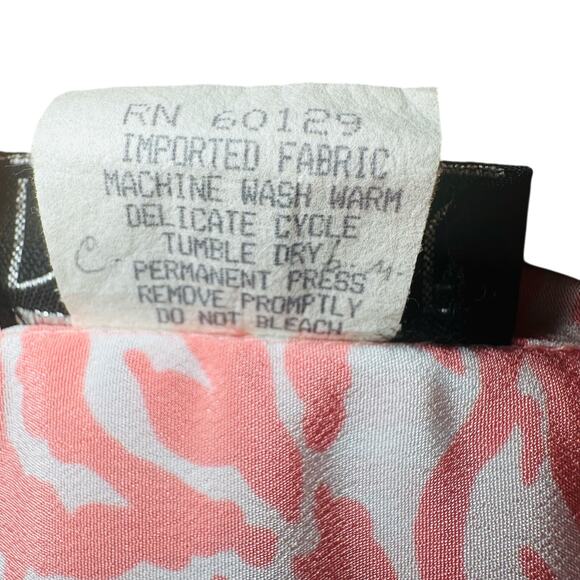 RN 60129
IMPORTED FABRIC
MACHINE WASH WARM
DELICATE CYCLE
TUMBLE DRY
PERMANENT PRESS
REMOVE PROMPTLY
DO NOT BLEACH